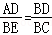 AD/BE = BD/BC